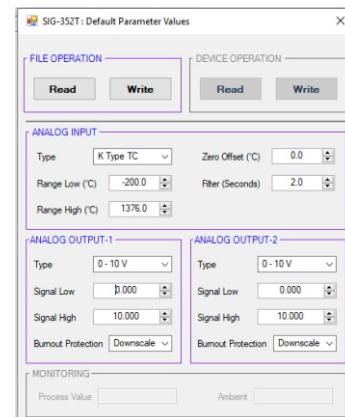 SIG-352T : Default Parameter Values
FILE OPERATION
Read Write
DEVICE OPERATION
Read Write
ANALOG INPUT
Type K Type TC Zero Offset (°C) 0.0
Range Low (°C) -200.0 Filter (Seconds) 2.0
Range High (°C) 1376.0
ANALOG OUTPUT-1
Type 0 - 10 V
Signal Low 0.000
Signal High 10.000
Burnout Protection Downscale
ANALOG OUTPUT-2
Type 0 - 10 V
Signal Low 0.000
Signal High 10.000
Burnout Protection Downscale
MONITORING
Process Value Ambient